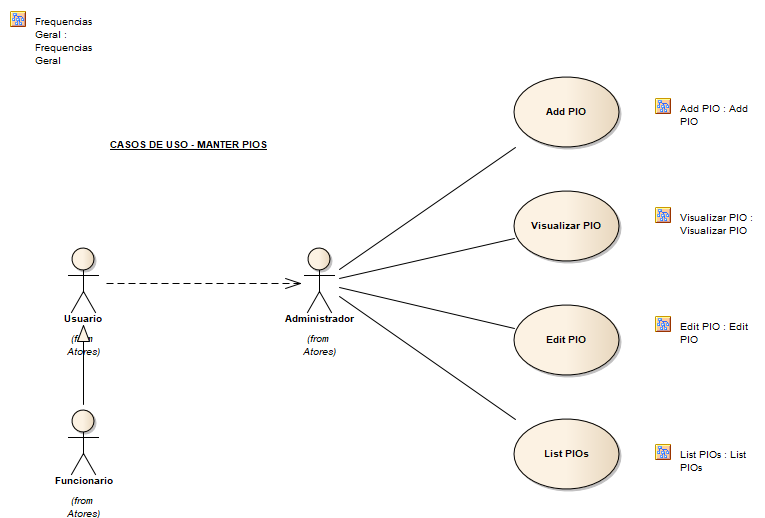 Frequencias
Geral :
Frequencias
Geral
Add PIO
Add PIO : Add
PIO
CASOS DE USO - MANTER PIOS
Visualizar PIO
Visualizar PIO :
Visualizar PIO
Usuario
(from
Atores)
Administrador
(from
Atores)
Edit PIO
Edit PIO : Edit
PIO
List PIOs
List PIOs : List
PIOs
Funcionario
(from
Atores)